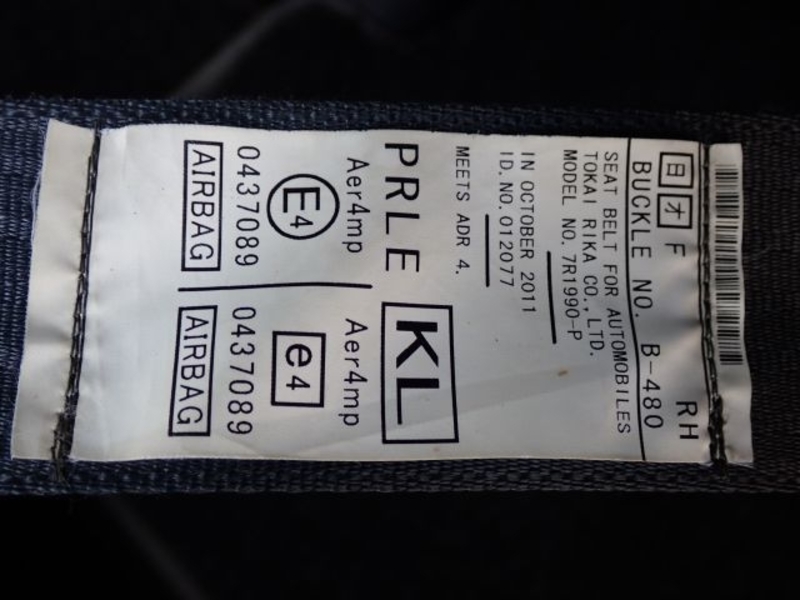 日 オ F RH
BUCKLE NO. B-480
SEAT BELT FOR AUTOMOBILES
TOKAI RIKA CO., LTD.
MODEL NO. 7R1990-P
IN OCTOBER 2011
ID. NO. 012077
MEETS ADR 4.
PRLE KL
Aer4mp Aer4mp
E4 e4
0437089 0437089
AIRBAG AIRBAG